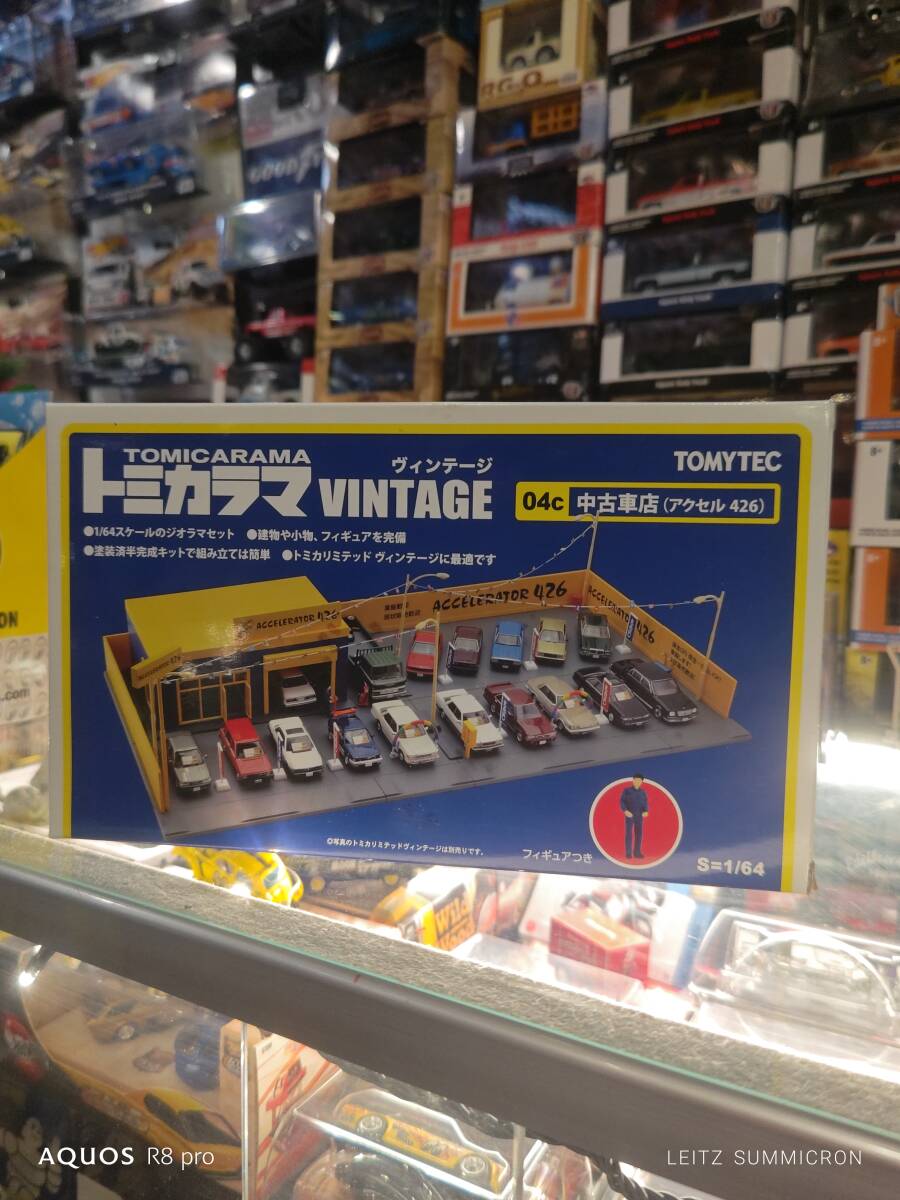 TOMICARAMA
トミカラマ
ヴィンテージ
VINTAGE
TOMYTEC
04c 中古車店(アクセル 426)
●1/64スケールのジオラマセット ●建物や小物、フィギュアを完備
●塗装済半完成キットで組み立ては簡単 ●トミカリミテッド ヴィンテージに最適です
ACCELERATOR 426
ACCELERATOR 426
426
◎写真のトミカリミテッドヴィンテージは別売りです。
フィギュアつき
S=1/64
AQUOS R8 pro
LEITZ SUMMICRON